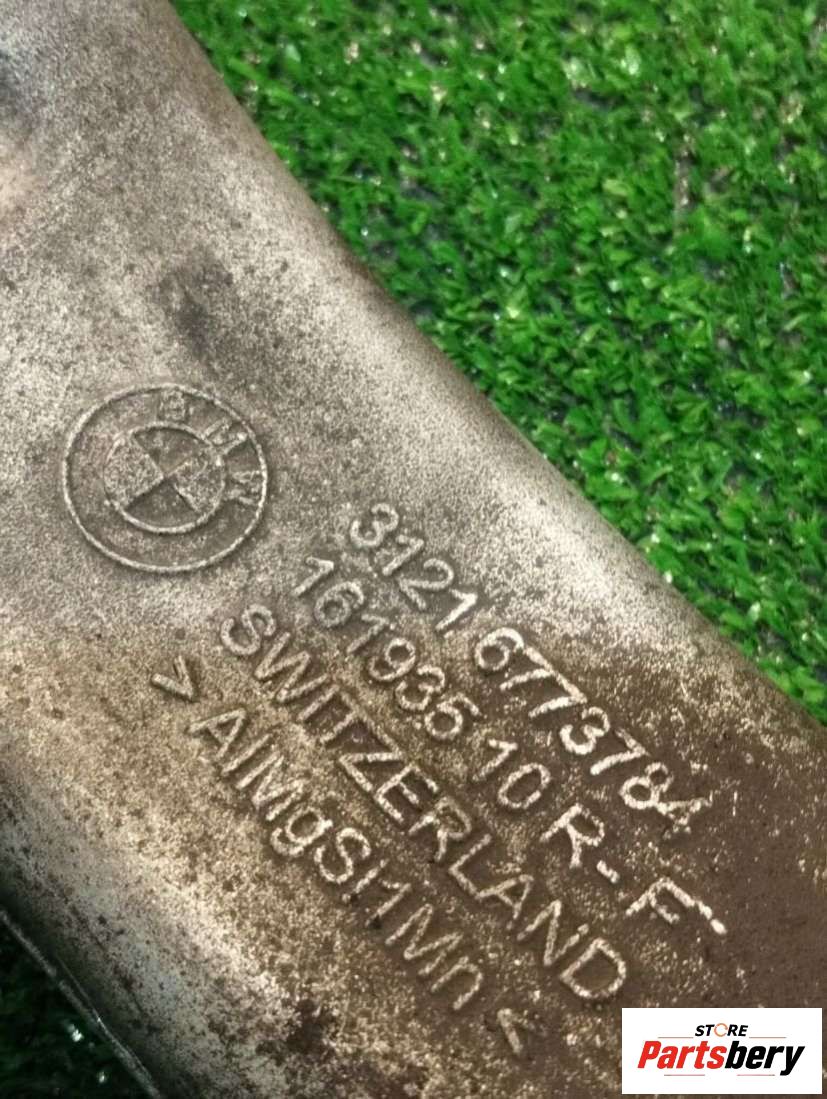 BMW
3121 6773784
161935 10 R-F
SWITZERLAND
> AlMgSi1Mn <
STORE
Partsbery